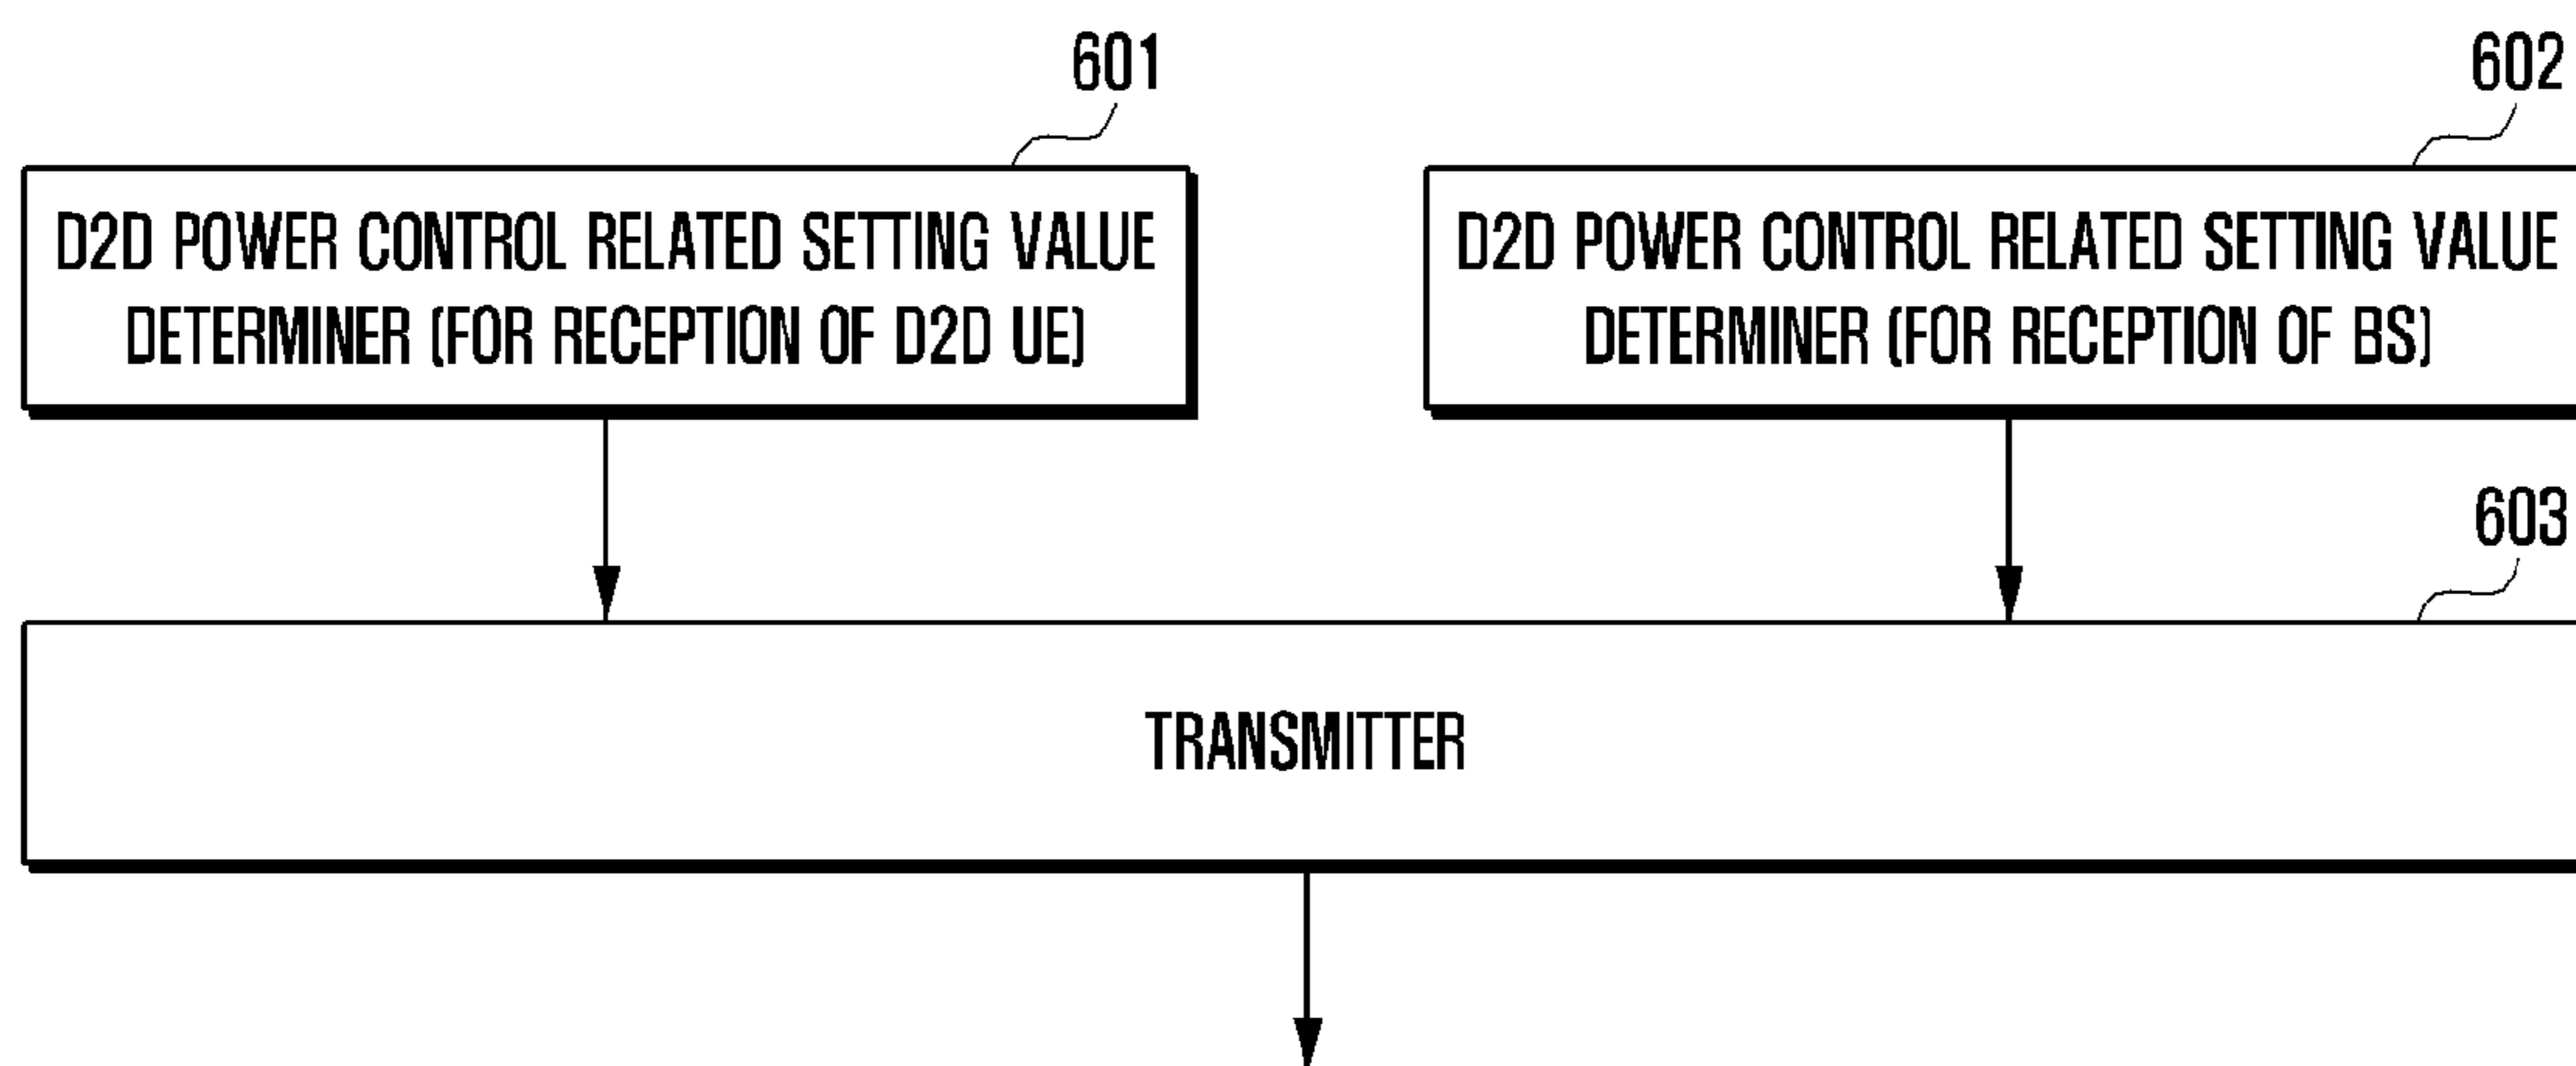 601
602
D2D POWER CONTROL RELATED SETTING VALUE
DETERMINER (FOR RECEPTION OF D2D UE)
D2D POWER CONTROL RELATED SETTING VALUE
DETERMINER (FOR RECEPTION OF BS)
603
TRANSMITTER